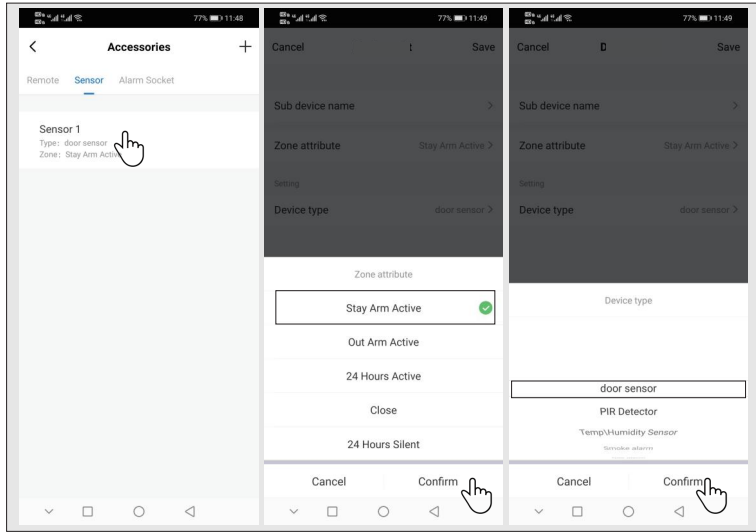 77% 11:48
Accessories
Remote Sensor Alarm Socket
Sensor 1
Type: door sensor
Zone: Stay Arm Active
77% 11:49
Cancel Save
Sub device name
Zone attribute Stay Arm Active
Setting
Device type door sensor
Zone attribute
Stay Arm Active
Out Arm Active
24 Hours Active
Close
24 Hours Silent
Cancel Confirm
77% 11:49
Cancel D Save
Sub device name
Zone attribute Stay Arm Active
Setting
Device type door sensor
Device type
door sensor
PIR Detector
Temp\Humidity Sensor
Smoke alarm
Cancel Confirm